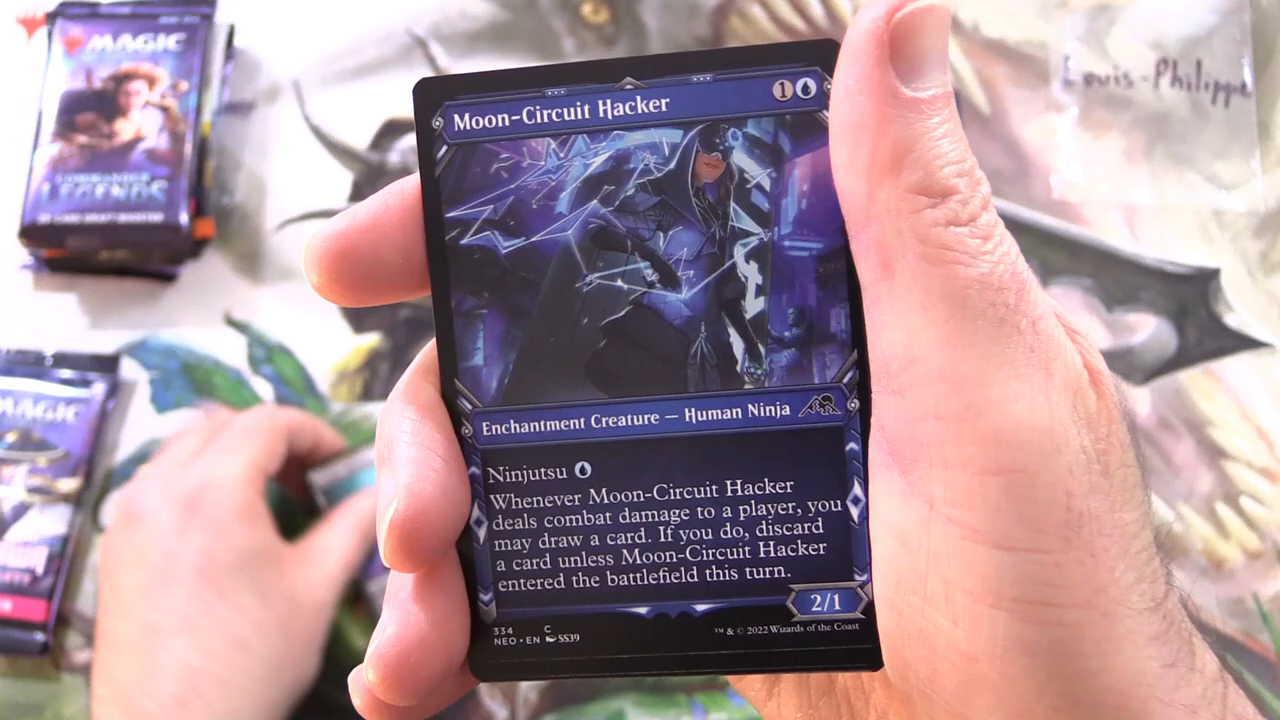 MAGIC
COMMANDER
LEGENDS
Louis-Philippe
MAGIC
Moon-Circuit Hacker
1
Enchantment Creature — Human Ninja
Ninjutsu
Whenever Moon-Circuit Hacker
deals combat damage to a player, you
may draw a card. If you do, discard
a card unless Moon-Circuit Hacker
entered the battlefield this turn.
2/1
334 C
NEO • EN SS39
™ & © 2022 Wizards of the Coast